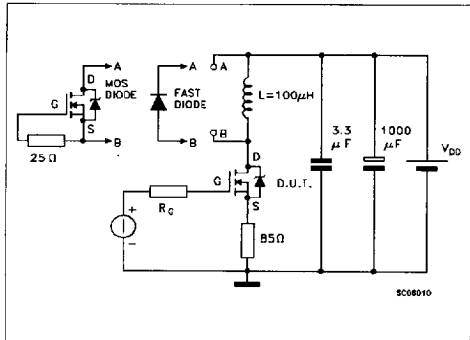 A
A
A
D
MOS
DIODE
FAST
DIODE
G
L=100μH
S
B
B
B
25Ω
3.3
μF
1000
μF
VDD
D
G
D.U.T.
S
RG
+
−
85Ω
SC06010